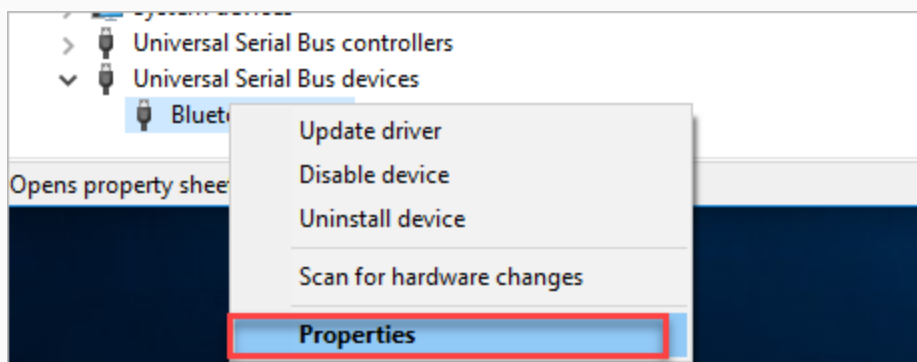 Universal Serial Bus controllers
Universal Serial Bus devices
Update driver
Disable device
Opens property
Uninstall device
Scan for hardware changes
Properties